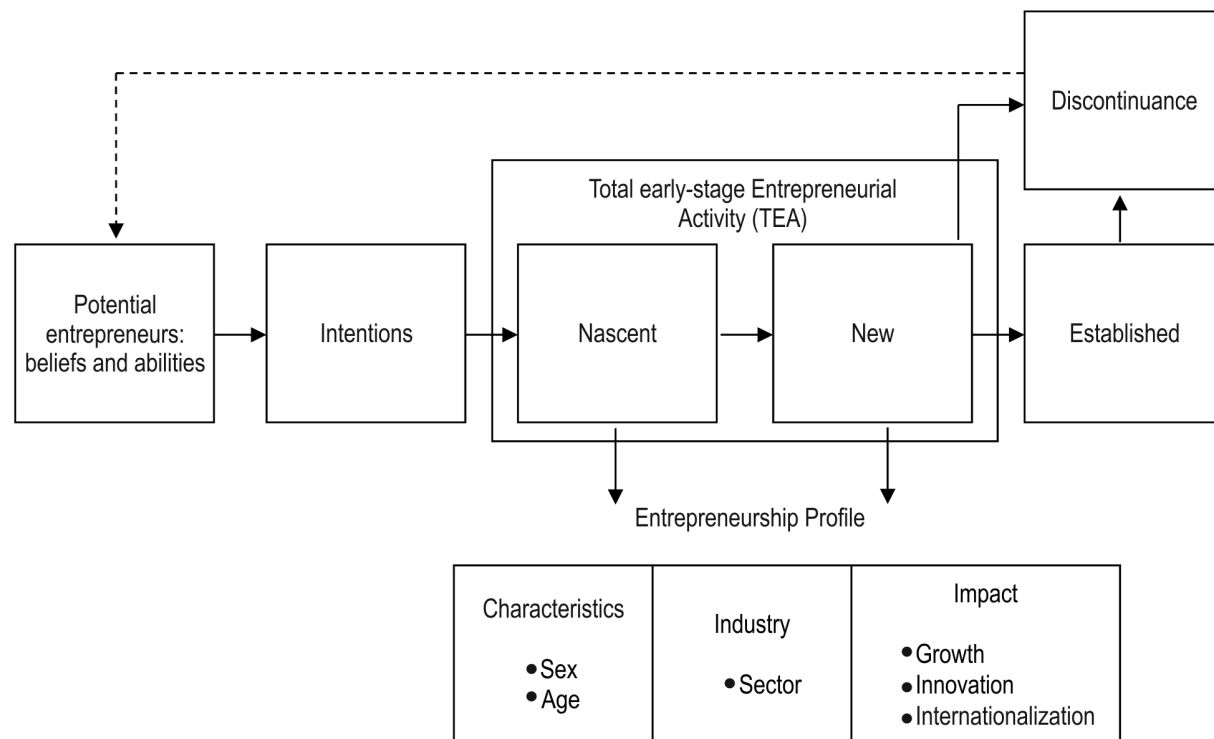 Discontinuance
Total early-stage Entrepreneurial
Activity (TEA)
Potential
entrepreneurs:
beliefs and abilities
Intentions
Nascent
New
Established
Entrepreneurship Profile
Characteristics
• Sex
• Age
Industry
• Sector
Impact
• Growth
• Innovation
• Internationalization